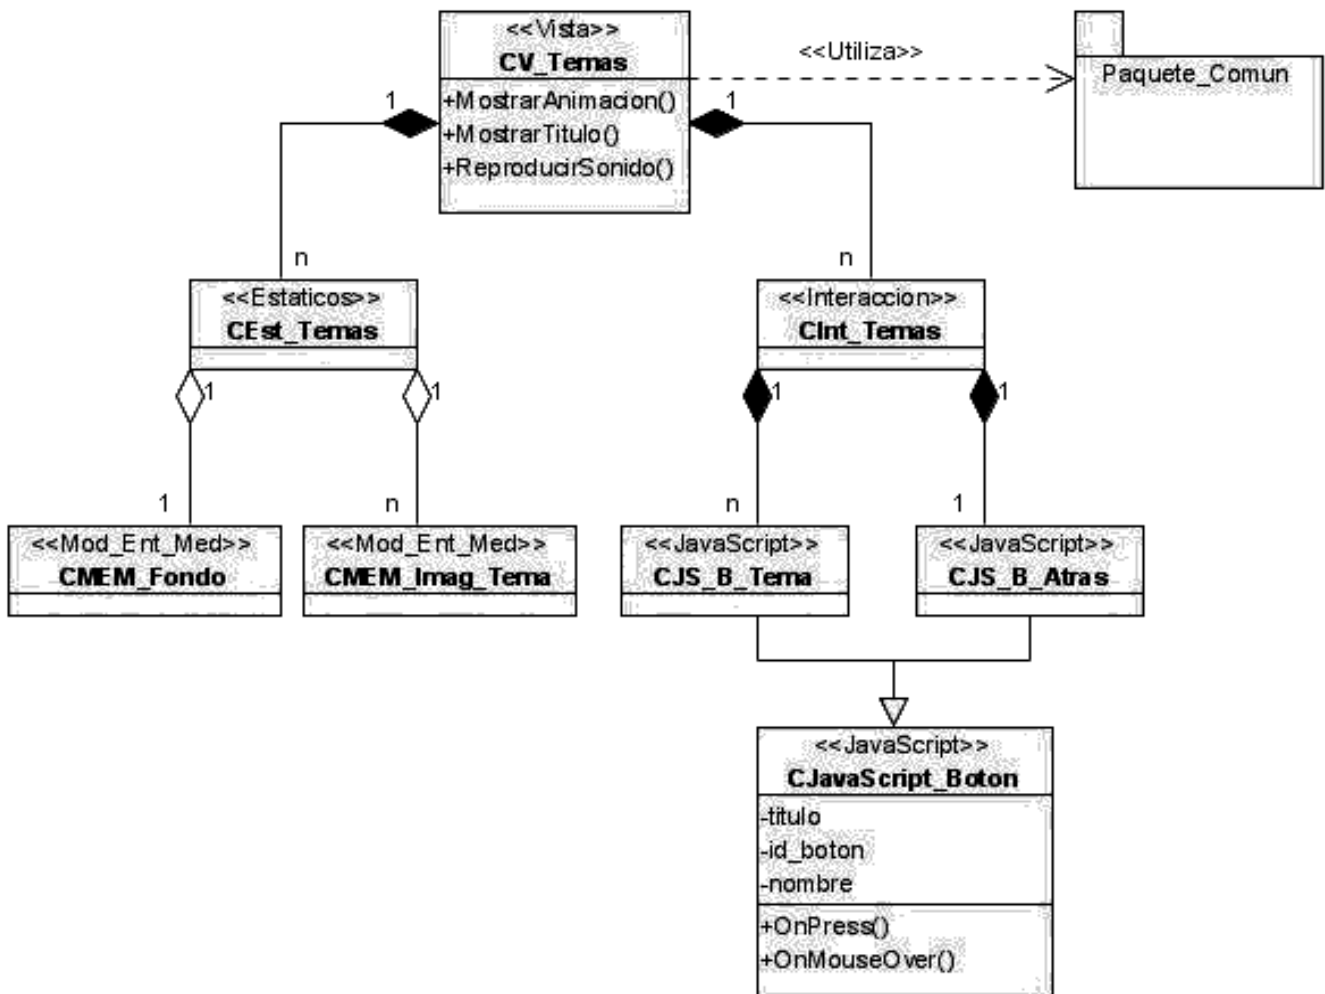 <<Vista>>
CV_Temas
+MostrarAnimacion()
+MostrarTitulo()
+ReproducirSonido()
1
1
<<Utiliza>>
Paquete_Comun
n
n
<<Estaticos>>
CEst_Temas
1
1
<<Interaccion>>
CInt_Temas
1
1
1
n
n
1
<<Mod_Ent_Med>>
CMEM_Fondo
<<Mod_Ent_Med>>
CMEM_Imag_Tema
<<JavaScript>>
CJS_B_Tema
<<JavaScript>>
CJS_B_Atras
<<JavaScript>>
CJavaScript_Boton
-titulo
-id_boton
-nombre
+OnPress()
+OnMouseOver()